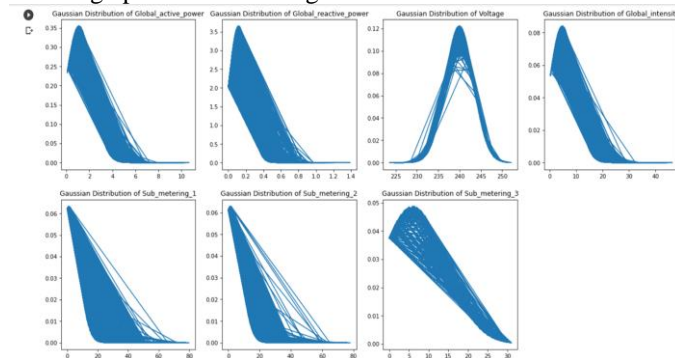 Gaussian Distribution of Global_active_power Gaussian Distribution of Global_reactive_power Gaussian Distribution of Voltage Gaussian Distribution of Global_intensit
0.35 3.5 0.12
0.30 3.0 0.10 0.08
0.25 2.5 0.08 0.06
0.20 2.0
0.15 1.5 0.06 0.04
0.10 1.0 0.04
0.05 0.5 0.02 0.02
0.00 0.0 0.00 0.00
0 2 4 6 8 10 0.0 0.2 0.4 0.6 0.8 1.0 1.2 1.4 225 230 235 240 245 250 0 10 20 30 40
Gaussian Distribution of Sub_metering_1 Gaussian Distribution of Sub_metering_2 Gaussian Distribution of Sub_metering_3
0.06 0.06 0.05
0.05 0.05 0.04
0.04 0.04 0.03
0.03 0.03
0.02 0.02 0.02
0.01 0.01 0.01
0.00 0.00 0.00
0 20 40 60 80 0 20 40 60 80 0 5 10 15 20 25 30